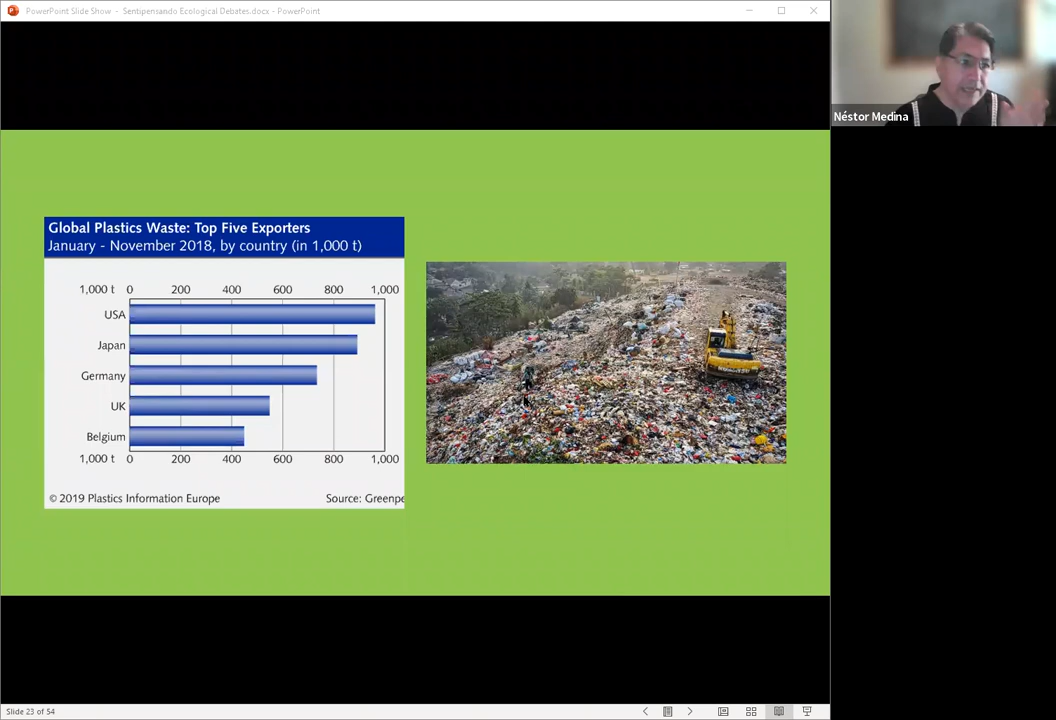 PowerPoint Slide Show - Sentipensando Ecological Debates.docx - PowerPoint
Néstor Medina
Global Plastics Waste: Top Five Exporters
January - November 2018, by country (in 1,000 t)
1,000 t 0 200 400 600 800 1,000
USA
Japan
Germany
UK
Belgium
1,000 t 0 200 400 600 800 1,000
© 2019 Plastics Information Europe Source: Greenpe
Slide 23 of 54